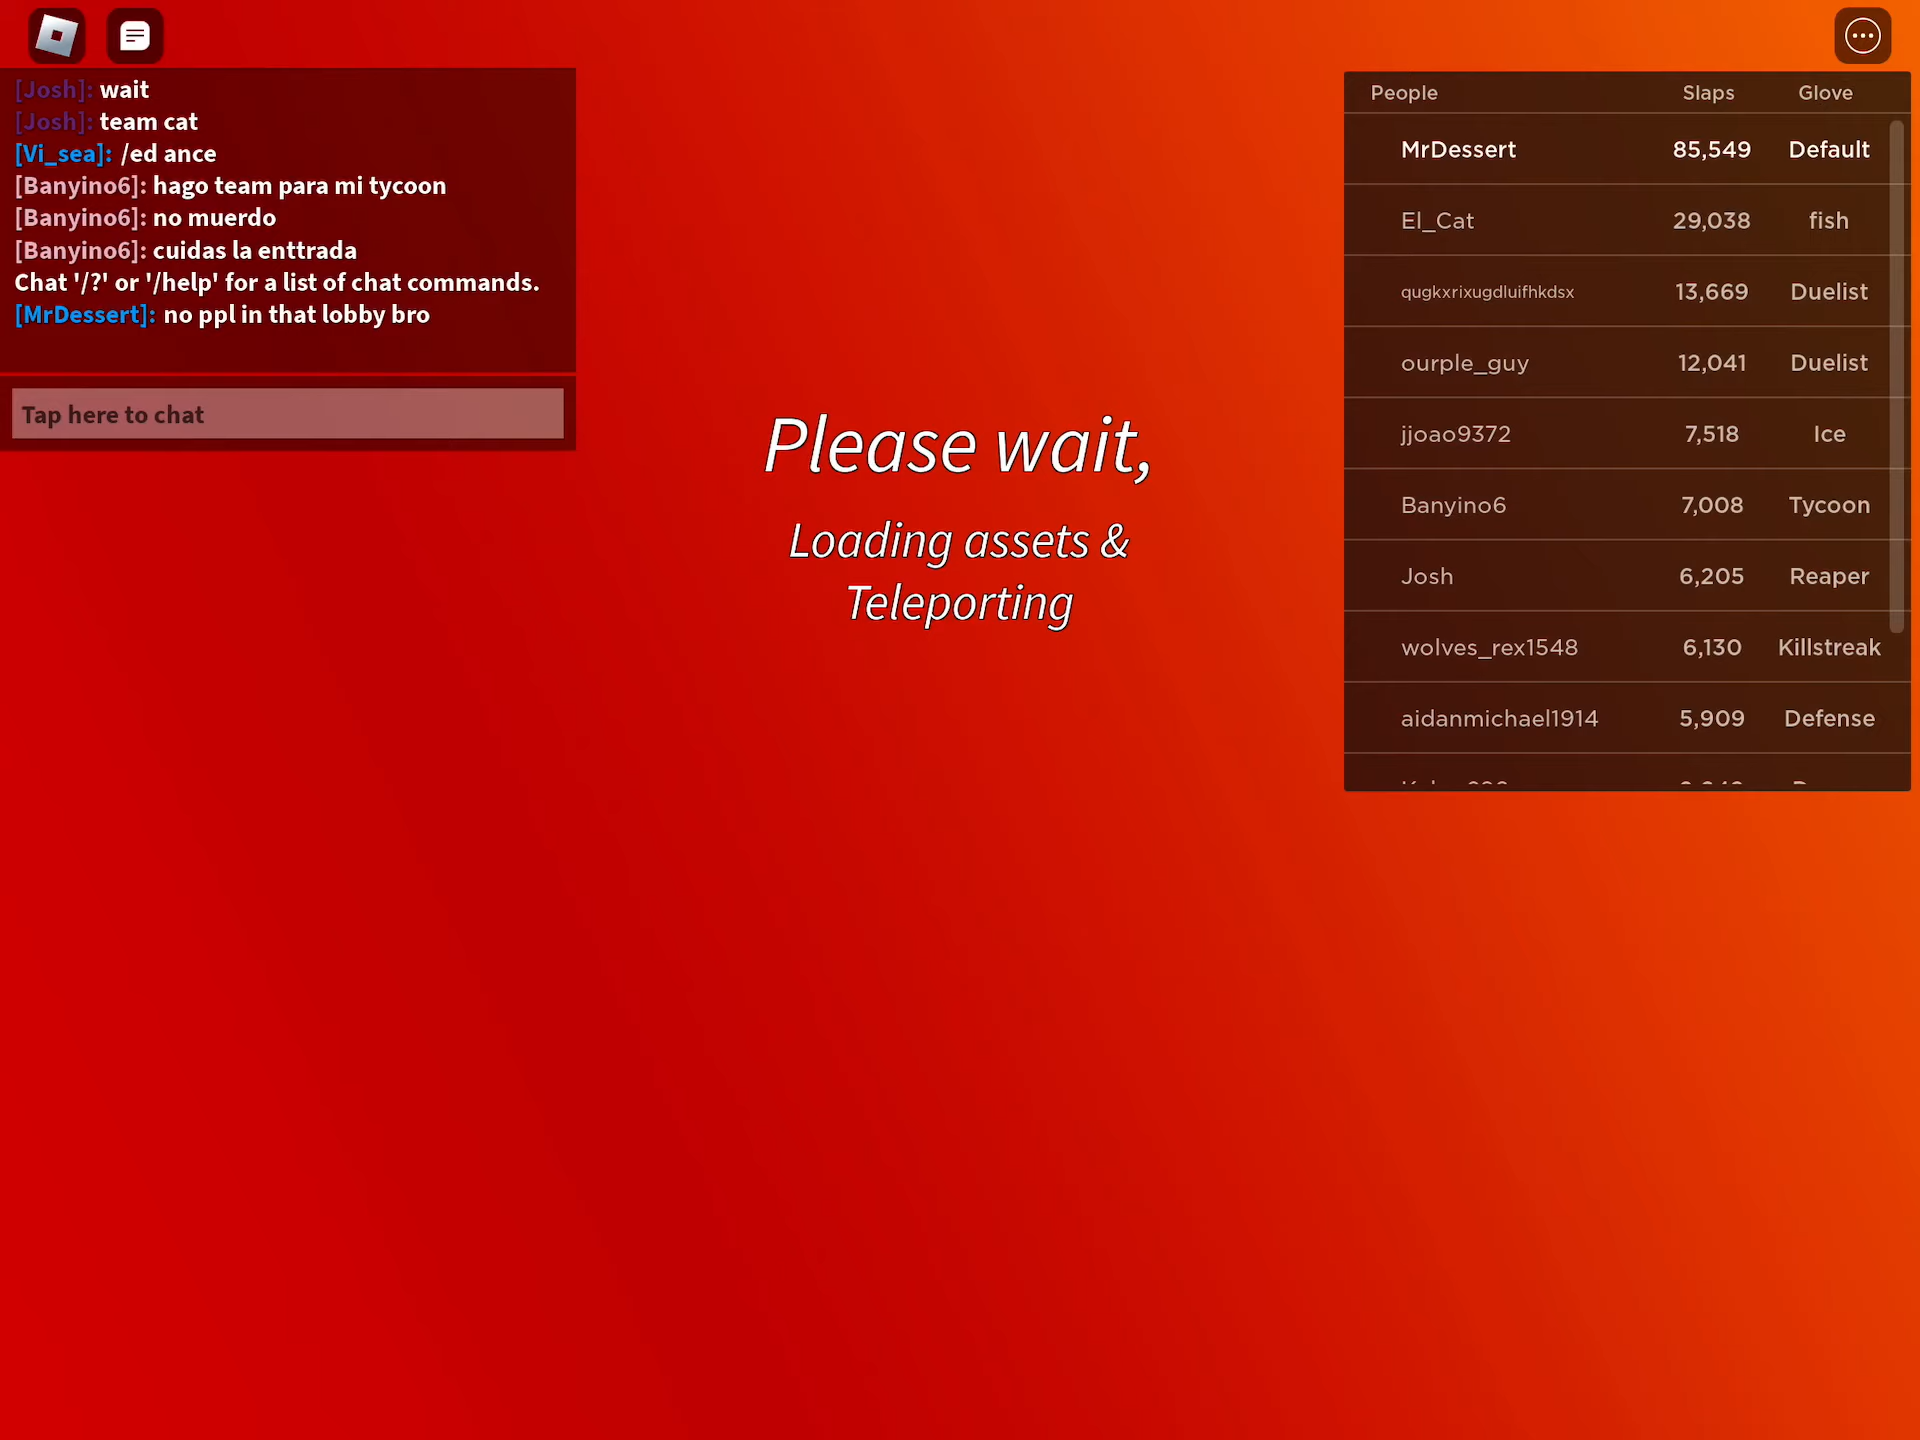 [Josh]: wait
[Josh]: team cat
[Vi_sea]: /ed ance
[Banyino6]: hago team para mi tycoon
[Banyino6]: no muerdo
[Banyino6]: cuidas la enttrada
Chat '/?' or '/help' for a list of chat commands.
[MrDessert]: no ppl in that lobby bro
Tap here to chat
Please wait,
Loading assets &
Teleporting
People Slaps Glove
MrDessert 85,549 Default
El_Cat 29,038 fish
qugkxrixugdluifhkdsx 13,669 Duelist
ourple_guy 12,041 Duelist
jjoao9372 7,518 Ice
Banyino6 7,008 Tycoon
Josh 6,205 Reaper
wolves_rex1548 6,130 Killstreak
aidanmichael1914 5,909 Defense